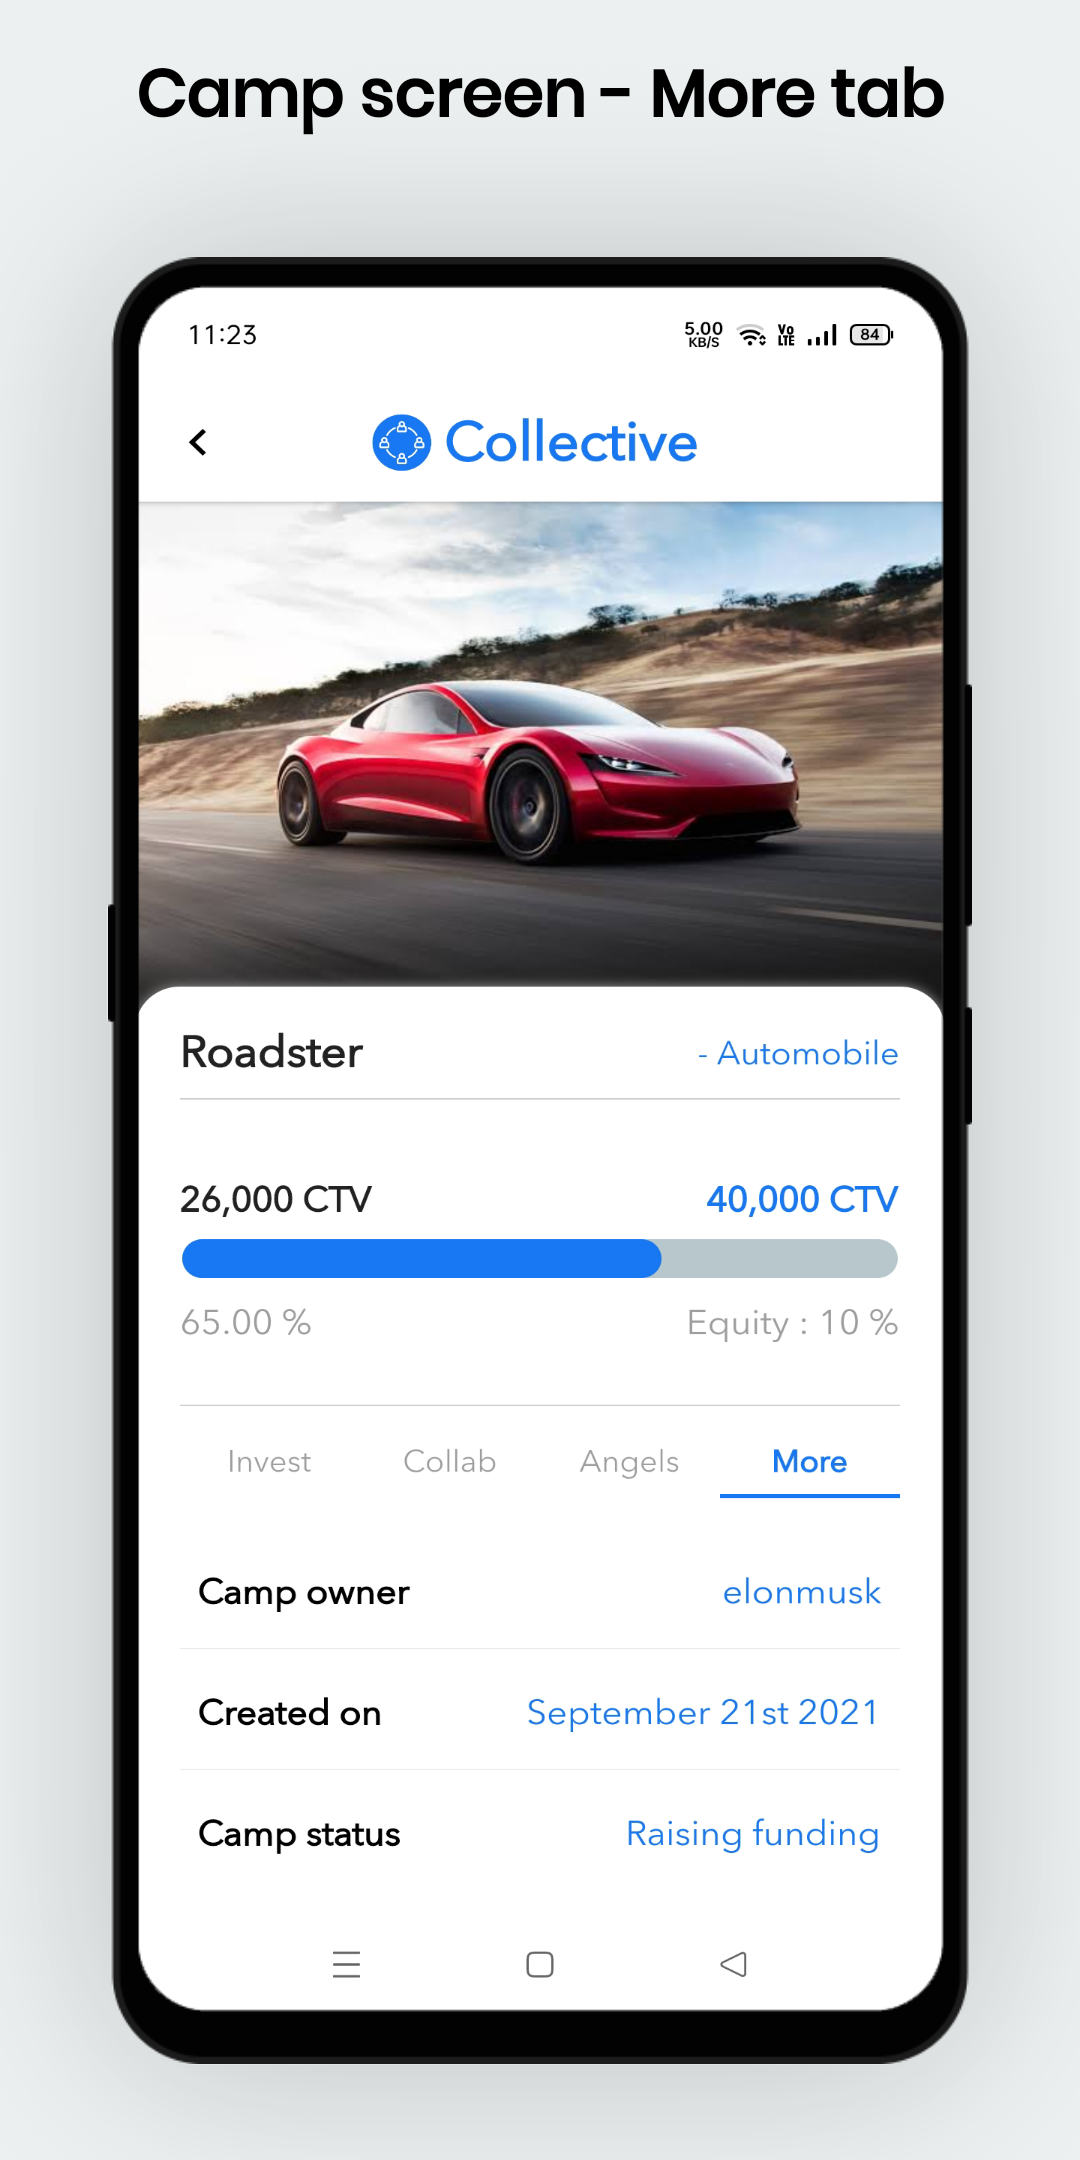 Camp screen - More tab
11:23
5.00
KB/S
Vo
LTE
84
Collective
Roadster
- Automobile
26,000 CTV
40,000 CTV
65.00 %
Equity : 10 %
Invest Collab Angels More
Camp owner
elonmusk
Created on
September 21st 2021
Camp status
Raising funding